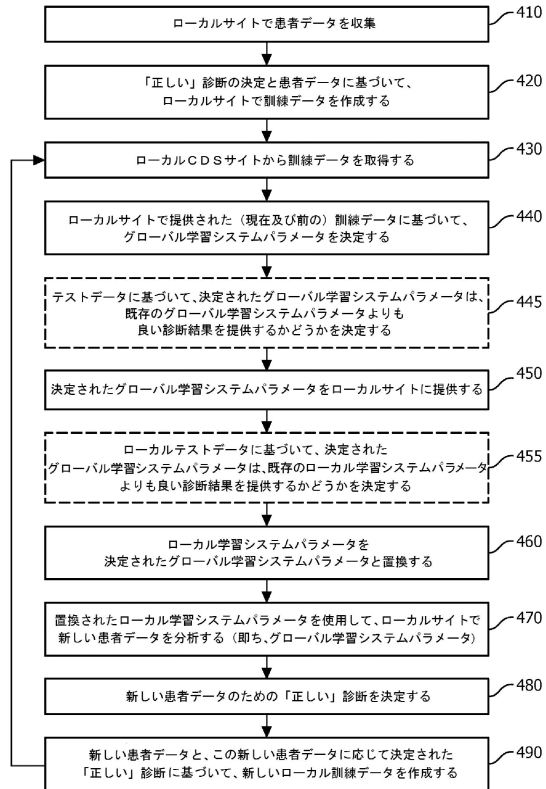 ローカルサイトで患者データを収集
410
「正しい」診断の決定と患者データに基づいて、
ローカルサイトで訓練データを作成する
420
ローカルＣＤＳサイトから訓練データを取得する
430
ローカルサイトで提供された（現在及び前の）訓練データに基づいて、
グローバル学習システムパラメータを決定する
440
テストデータに基づいて、決定されたグローバル学習システムパラメータは、
既存のグローバル学習システムパラメータよりも
良い診断結果を提供するかどうかを決定する
445
決定されたグローバル学習システムパラメータをローカルサイトに提供する
450
ローカルテストデータに基づいて、決定された
グローバル学習システムパラメータは、既存のローカル学習システムパラメータ
よりも良い診断結果を提供するかどうかを決定する
455
ローカル学習システムパラメータを
決定されたグローバル学習システムパラメータと置換する
460
置換されたローカル学習システムパラメータを使用して、ローカルサイトで
新しい患者データを分析する（即ち、グローバル学習システムパラメータ）
470
新しい患者データのための「正しい」診断を決定する
480
新しい患者データと、この新しい患者データに応じて決定された
「正しい」診断に基づいて、新しいローカル訓練データを作成する
490